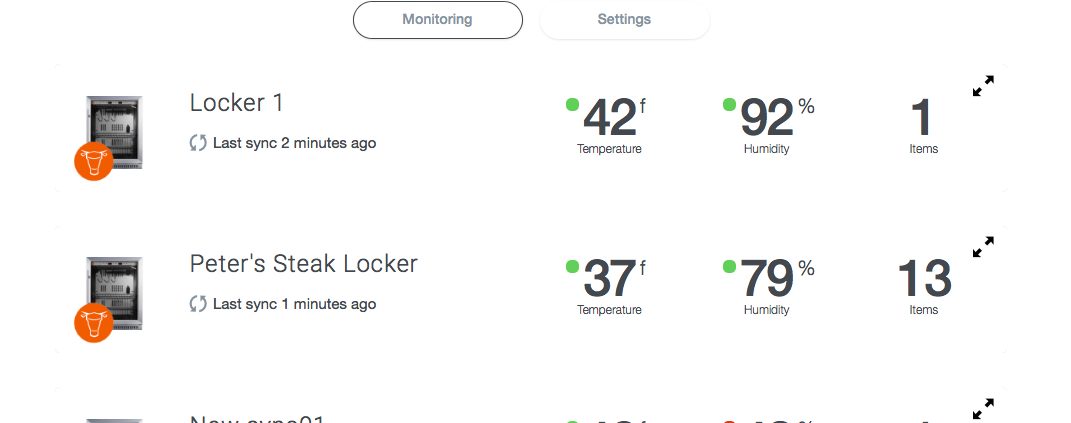 Monitoring Settings
Locker 1
Last sync 2 minutes ago
42 f
Temperature
92 %
Humidity
1
Items
Peter's Steak Locker
Last sync 1 minutes ago
37 f
Temperature
79 %
Humidity
13
Items